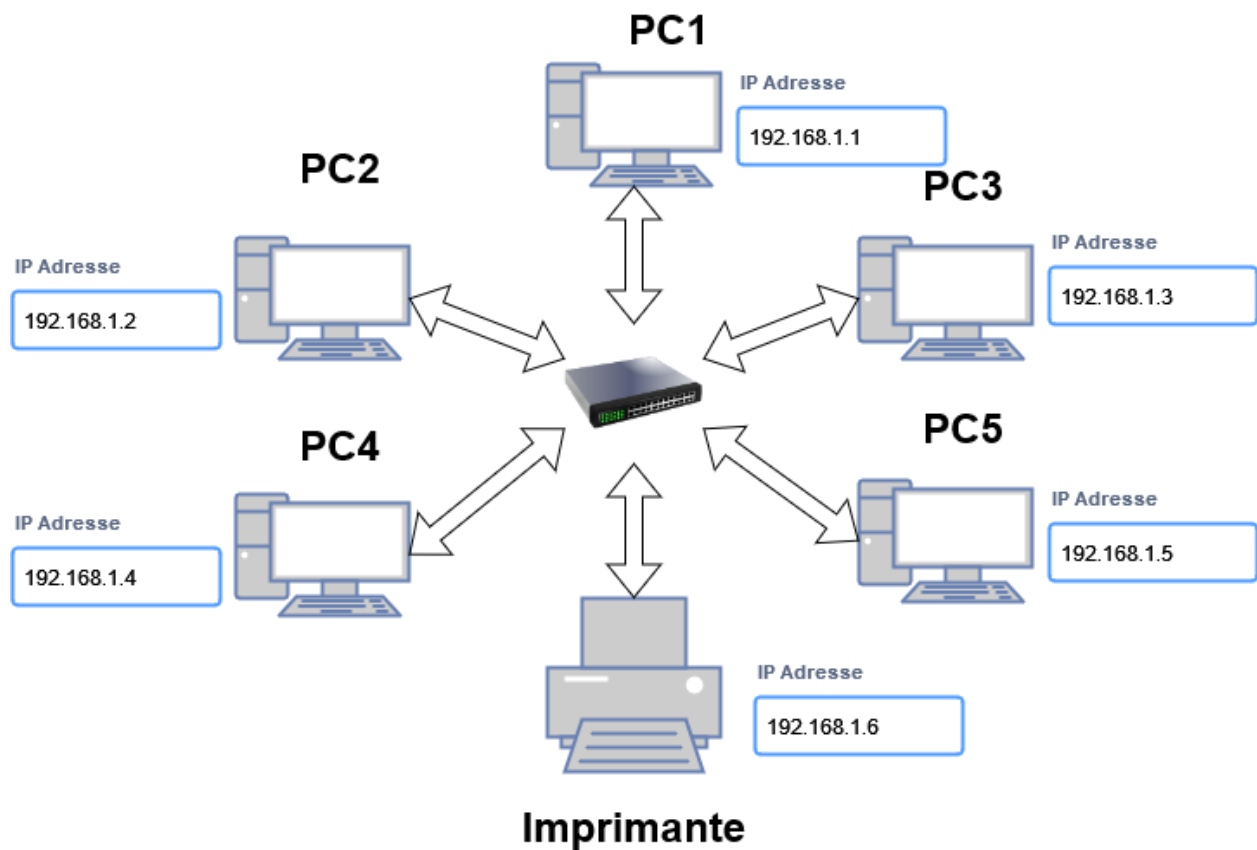 PC1
IP Adresse
192.168.1.1
PC2
IP Adresse
192.168.1.2
PC3
IP Adresse
192.168.1.3
PC4
IP Adresse
192.168.1.4
PC5
IP Adresse
192.168.1.5
IP Adresse
192.168.1.6
Imprimante